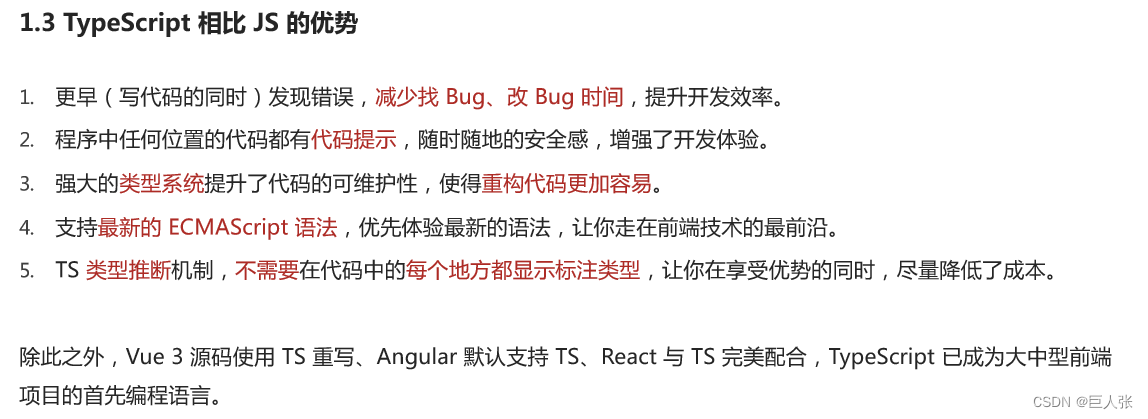 1.3 TypeScript 相比 JS 的优势
1. 更早（写代码的同时）发现错误，减少找 Bug、改 Bug 时间，提升开发效率。
2. 程序中任何位置的代码都有代码提示，随时随地的安全感，增强了开发体验。
3. 强大的类型系统提升了代码的可维护性，使得重构代码更加容易。
4. 支持最新的 ECMAScript 语法，优先体验最新的语法，让你走在前端技术的最前沿。
5. TS 类型推断机制，不需要在代码中的每个地方都显示标注类型，让你在享受优势的同时，尽量降低了成本。
除此之外，Vue 3 源码使用 TS 重写、Angular 默认支持 TS、React 与 TS 完美配合，TypeScript 已成为大中型前端
项目的首先编程语言。
CSDN @巨人张